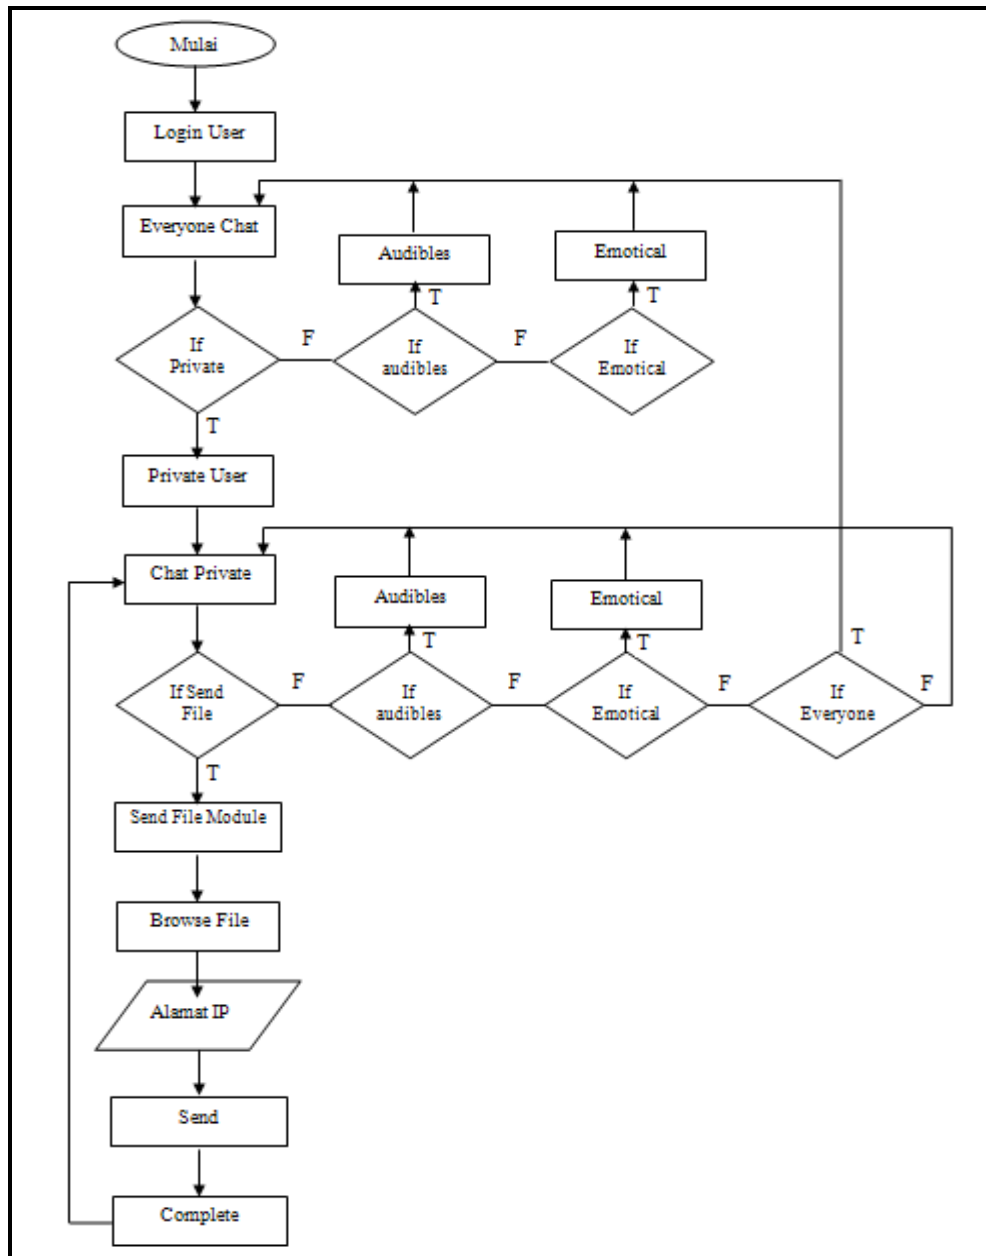 Mulai
Login User
Everyone Chat
Audibles
Emotical
T
T
If
Private
F
If
audibles
F
If
Emotical
T
Private User
Chat Private
Audibles
Emotical
T
T
T
If Send
File
F
If
audibles
F
If
Emotical
F
If
Everyone
F
T
Send File Module
Browse File
Alamat IP
Send
Complete